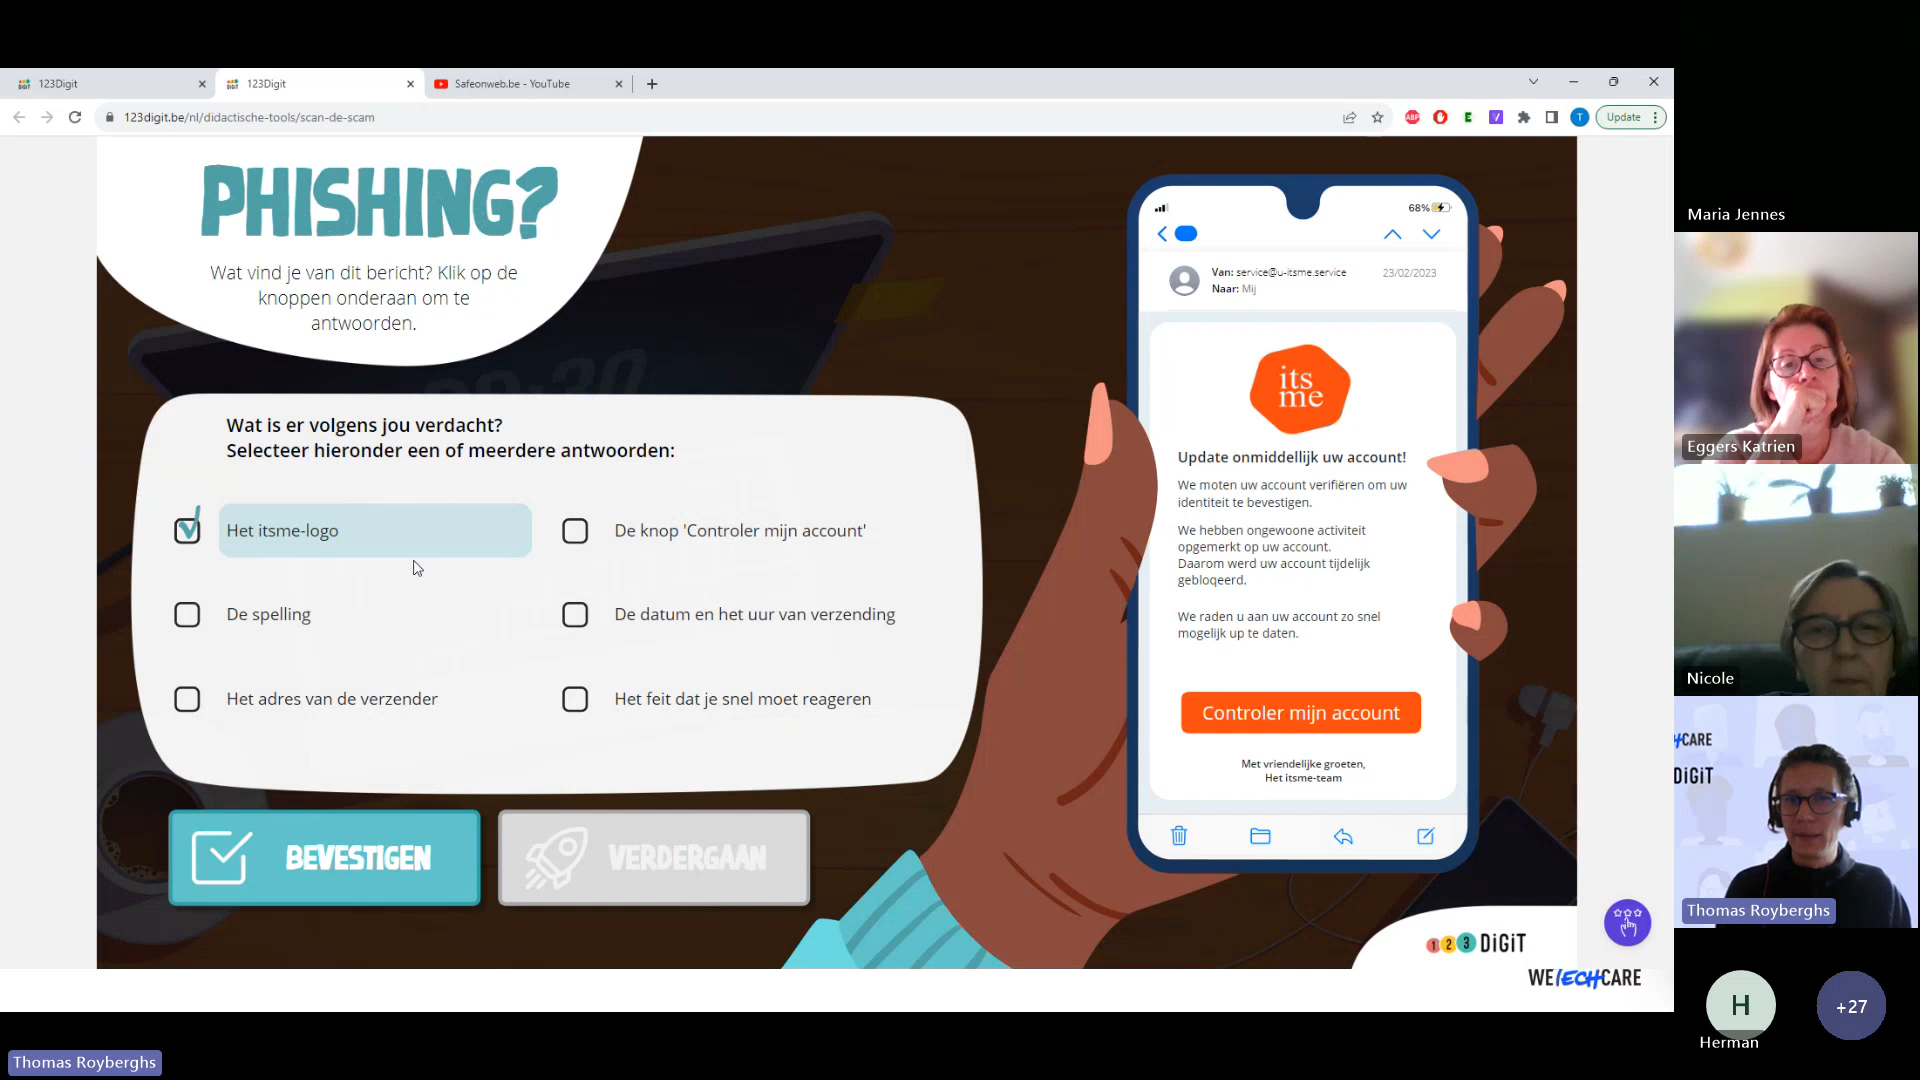 123Digit
123Digit
Safeonweb.be - YouTube
123digit.be/nl/didactische-tools/scan-de-scam
ABP
E
V
T
Update
PHISHING?
Wat vind je van dit bericht? Klik op de
knoppen onderaan om te
antwoorden.
Wat is er volgens jou verdacht?
Selecteer hieronder een of meerdere antwoorden:
Het itsme-logo
De knop 'Controler mijn account'
De spelling
De datum en het uur van verzending
Het adres van de verzender
Het feit dat je snel moet reageren
BEVESTIGEN
VERDERGAAN
68%
Van: service@u-itsme.service
23/02/2023
Naar: Mij
its
me
Update onmiddellijk uw account!
We moten uw account verifiëren om uw
identiteit te bevestigen.
We hebben ongewoone activiteit
opgemerkt op uw account.
Daarom werd uw account tijdelijk
gebloqeerd.
We raden u aan uw account zo snel
mogelijk up te daten.
Controler mijn account
Met vriendelijke groeten,
Het itsme-team
1 2 3 DiGiT
WETECHCARE
Maria Jennes
Eggers Katrien
Nicole
CARE
DiGiT
Thomas Royberghs
H
Herman
+27
Thomas Royberghs